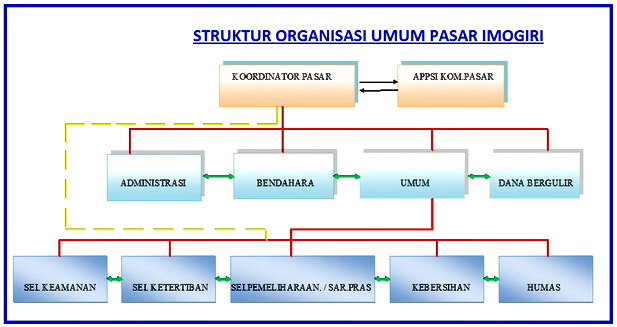 STRUKTUR ORGANISASI UMUM PASAR IMOGIRI
KOORDINATOR PASAR
APPSI KOM.PASAR
ADMINISTRASI
BENDAHARA
UMUM
DANA BERGULIR
SEI. KEAMANAN
SEI. KETERTIBAN
SEI.PEMELIHARAAN. / SAR.PRAS
KEBERSIHAN
HUMAS